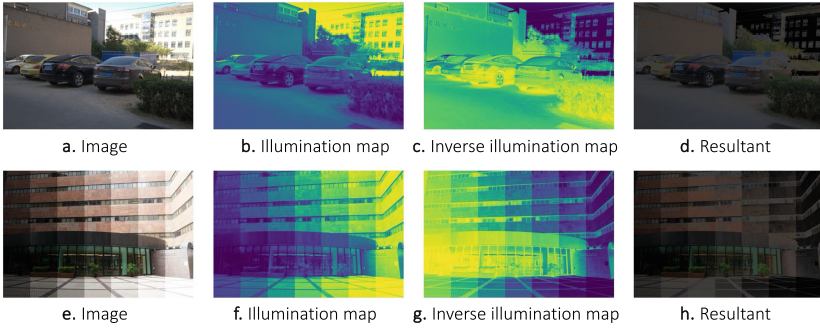 a. Image
b. Illumination map
c. Inverse illumination map
d. Resultant
e. Image
f. Illumination map
g. Inverse illumination map
h. Resultant